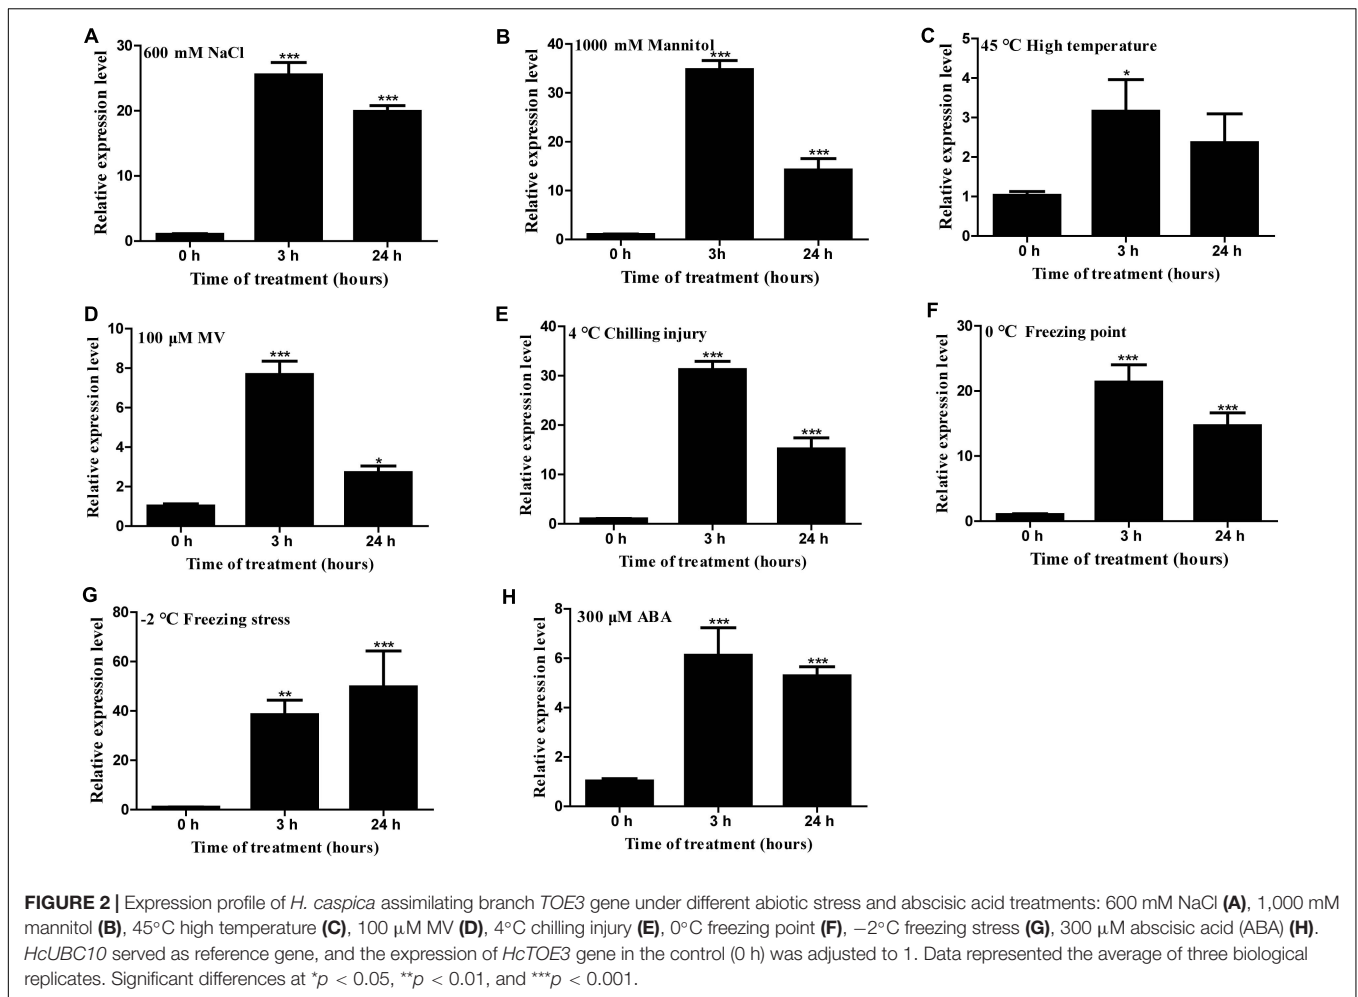 A
600 mM NaCl
Relative expression level
30
20
10
0
***
***
0 h
3 h
24 h
Time of treatment (hours)
B
1000 mM Mannitol
Relative expression level
40
30
20
10
0
***
***
0 h
3h
24 h
Time of treatment (hours)
C
45 °C High temperature
Relative expression level
5
4
3
2
1
0
*
0 h
3 h
24 h
Time of treatment (hours)
D
100 μM MV
Relative expression level
10
8
6
4
2
0
***
*
0 h
3 h
24 h
Time of treatment (hours)
E
4 °C Chilling injury
Relative expression level
40
30
20
10
0
***
***
0 h
3 h
24 h
Time of treatment (hours)
F
0 °C Freezing point
Relative expression level
30
20
10
0
***
***
0 h
3 h
24 h
Time of treatment (hours)
G
-2 °C Freezing stress
Relative expression level
80
60
40
20
0
**
***
0 h
3 h
24 h
Time of treatment (hours)
H
300 μM ABA
Relative expression level
8
6
4
2
0
***
***
0 h
3 h
24 h
Time of treatment (hours)
FIGURE 2 | Expression profile of H. caspica assimilating branch TOE3 gene under different abiotic stress and abscisic acid treatments: 600 mM NaCl (A), 1,000 mM
mannitol (B), 45°C high temperature (C), 100 μM MV (D), 4°C chilling injury (E), 0°C freezing point (F), −2°C freezing stress (G), 300 μM abscisic acid (ABA) (H).
HcUBC10 served as reference gene, and the expression of HcTOE3 gene in the control (0 h) was adjusted to 1. Data represented the average of three biological
replicates. Significant differences at *p < 0.05, **p < 0.01, and ***p < 0.001.